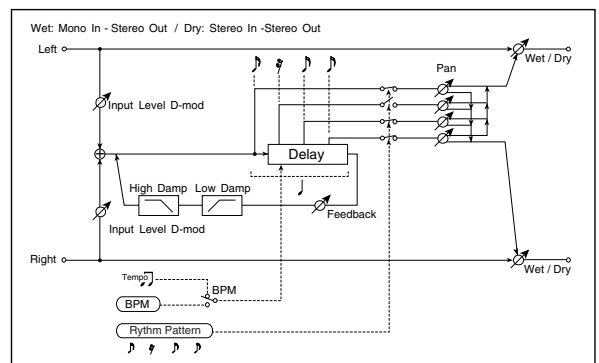 Wet: Mono In - Stereo Out / Dry: Stereo In -Stereo Out
Left
Wet / Dry
Pan
Input Level D-mod
Delay
High Damp Low Damp
Feedback
Input Level D-mod
Right
Wet / Dry
Tempo
BPM
BPM
Rythm Pattern